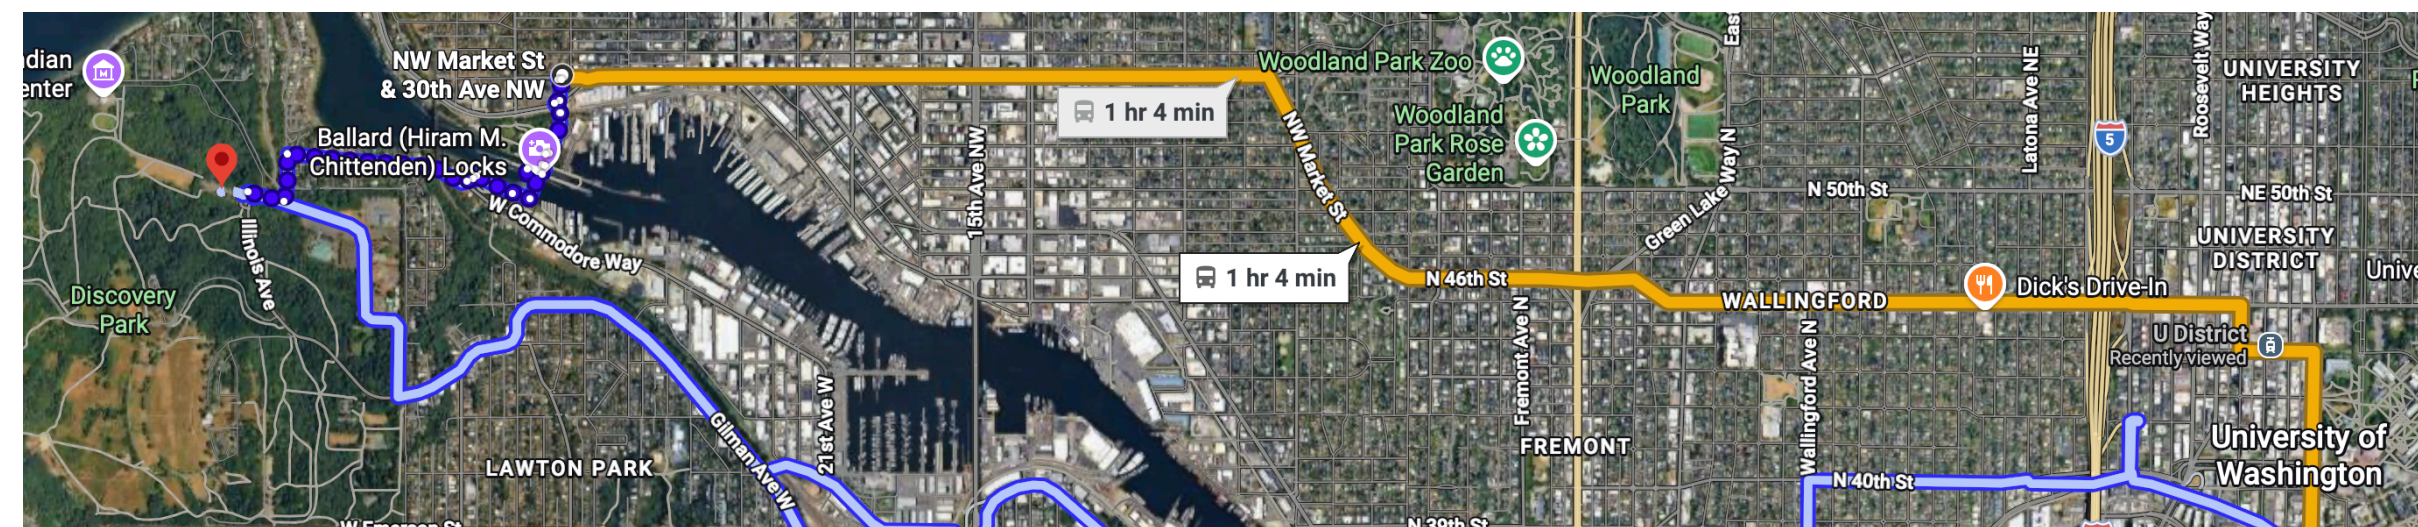 dian
enter
NW Market St
& 30th Ave NW
Ballard (Hiram M.
Chittenden) Locks
W Commodore Way
Illinois Ave
Discovery
Park
LAWTON PARK
Gilman Ave W
21st Ave W
W Emerson St
15th Ave NW
1 hr 4 min
Woodland Park Zoo
Woodland
Park Rose
Garden
Woodland
Park
NW Market St
1 hr 4 min
N 46th St
Fremont Ave N
FREMONT
N 39th St
East
Green Lake Way N
N 50th St
WALLINGFORD
Wallingford Ave N
N 40th St
Dick's Drive-In
Latona Ave NE
5
Roosevelt Way
UNIVERSITY
HEIGHTS
NE 50th St
UNIVERSITY
DISTRICT
Unive
U District
Recently viewed
University of
Washington